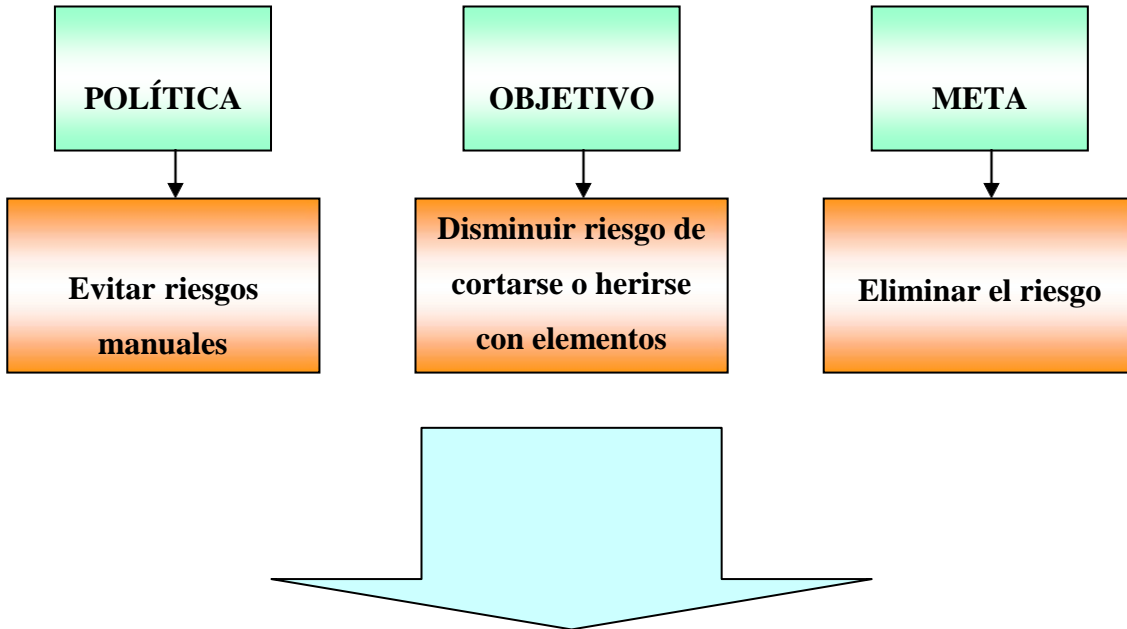 POLÍTICA
OBJETIVO
META
Evitar riesgos
manuales
Disminuir riesgo de
cortarse o herirse
con elementos
Eliminar el riesgo